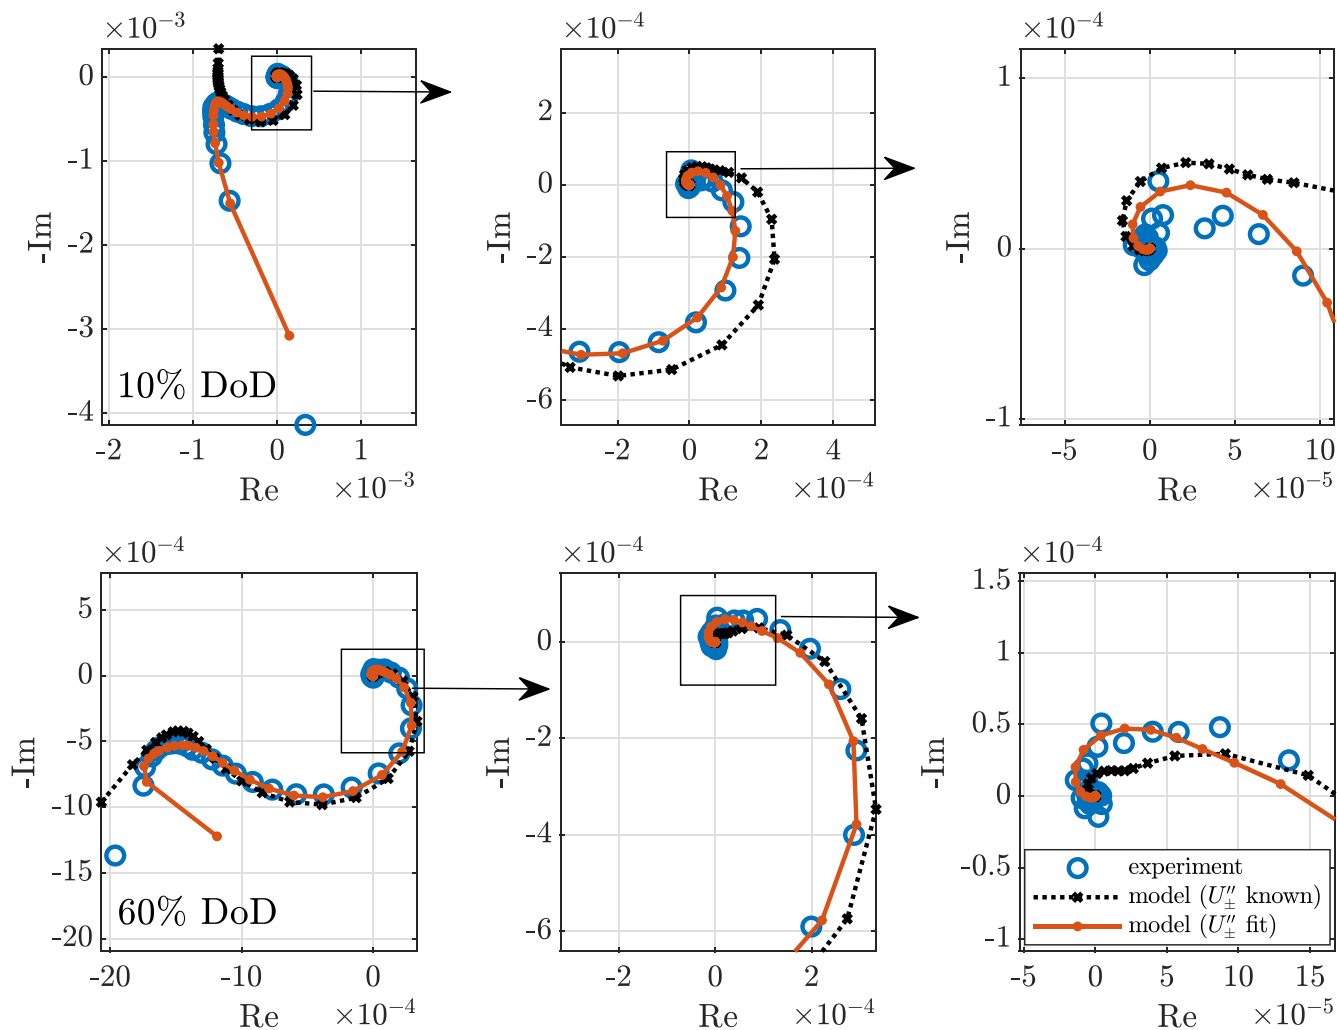 ×10⁻³
0
-1
-2
-3
-4
-Im
10% DoD
-2 -1 0 1
Re ×10⁻³
×10⁻⁴
2
0
-2
-4
-6
-Im
-2 0 2 4
Re ×10⁻⁴
×10⁻⁴
1
0
-1
-Im
-5 0 5 10
Re ×10⁻⁵
×10⁻⁴
5
0
-5
-10
-15
-20
-Im
60% DoD
-20 -10 0
Re ×10⁻⁴
×10⁻⁴
0
-2
-4
-6
-Im
-2 0 2
Re ×10⁻⁴
×10⁻⁴
1.5
1
0.5
0
-0.5
-1
-Im
experiment
model (U″± known)
model (U″± fit)
-5 0 5 10 15
Re ×10⁻⁵